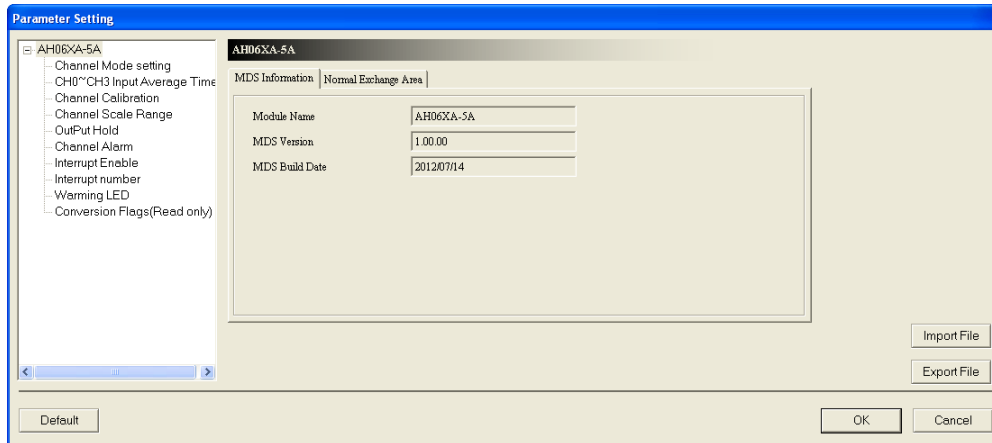 Parameter Setting
AH06XA-5A
Channel Mode setting
CH0~CH3 Input Average Time
Channel Calibration
Channel Scale Range
OutPut Hold
Channel Alarm
Interrupt Enable
Interrupt number
Warming LED
Conversion Flags(Read only)
AH06XA-5A
MDS Information Normal Exchange Area
Module Name AH06XA-5A
MDS Version 1.00.00
MDS Build Date 2012/07/14
Import File
Export File
Default OK Cancel